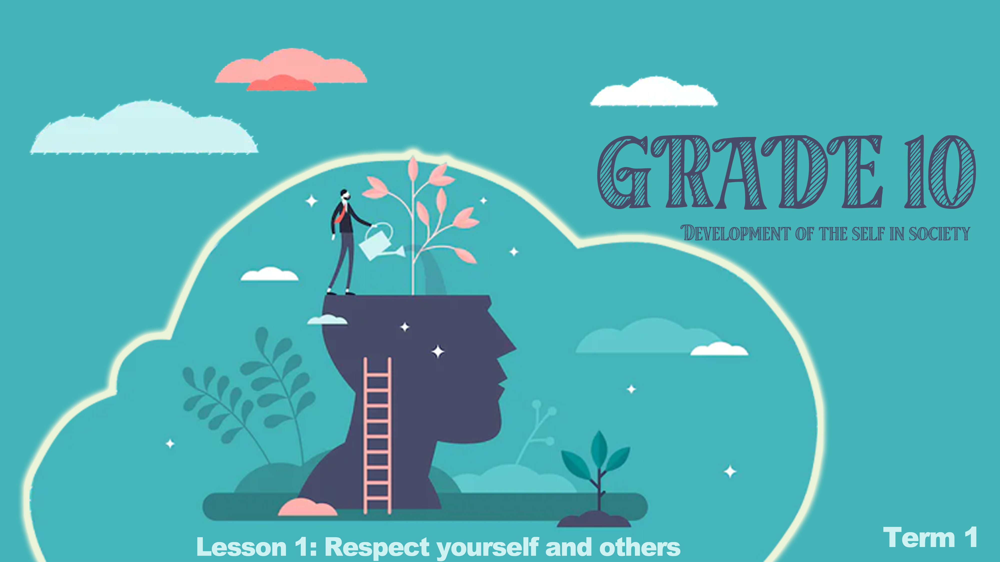 GRADE 10
DEVELOPMENT OF THE SELF IN SOCIETY
Lesson 1: Respect yourself and others
Term 1